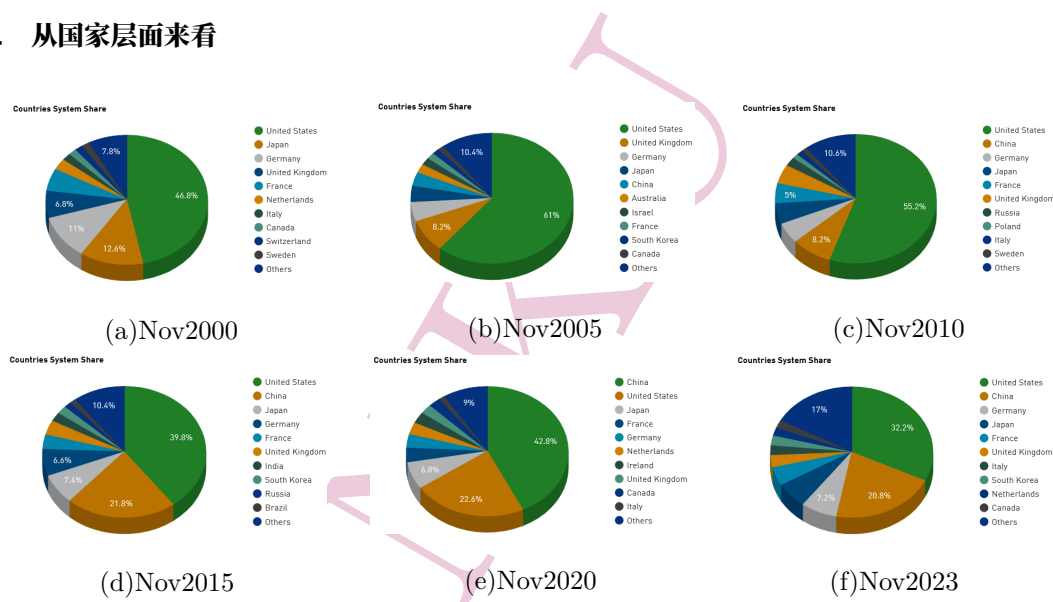 . 从国家层面来看
Countries System Share
7.8%
46.8%
6.8%
11%
12.6%
United States
Japan
Germany
United Kingdom
France
Netherlands
Italy
Canada
Switzerland
Sweden
Others
(a)Nov2000
Countries System Share
10.4%
61%
8.2%
United States
United Kingdom
Germany
Japan
China
Australia
Israel
France
South Korea
Canada
Others
(b)Nov2005
Countries System Share
10.6%
5%
55.2%
8.2%
United States
China
Germany
Japan
France
United Kingdom
Russia
Poland
Italy
Sweden
Others
(c)Nov2010
Countries System Share
10.4%
39.8%
6.6%
7.4%
21.8%
United States
China
Japan
Germany
France
United Kingdom
India
South Korea
Russia
Brazil
Others
(d)Nov2015
Countries System Share
9%
42.8%
6.8%
22.6%
China
United States
Japan
France
Germany
Netherlands
Ireland
United Kingdom
Canada
Italy
Others
(e)Nov2020
Countries System Share
17%
32.2%
7.2%
20.8%
United States
China
Germany
Japan
France
United Kingdom
Italy
South Korea
Netherlands
Canada
Others
(f)Nov2023